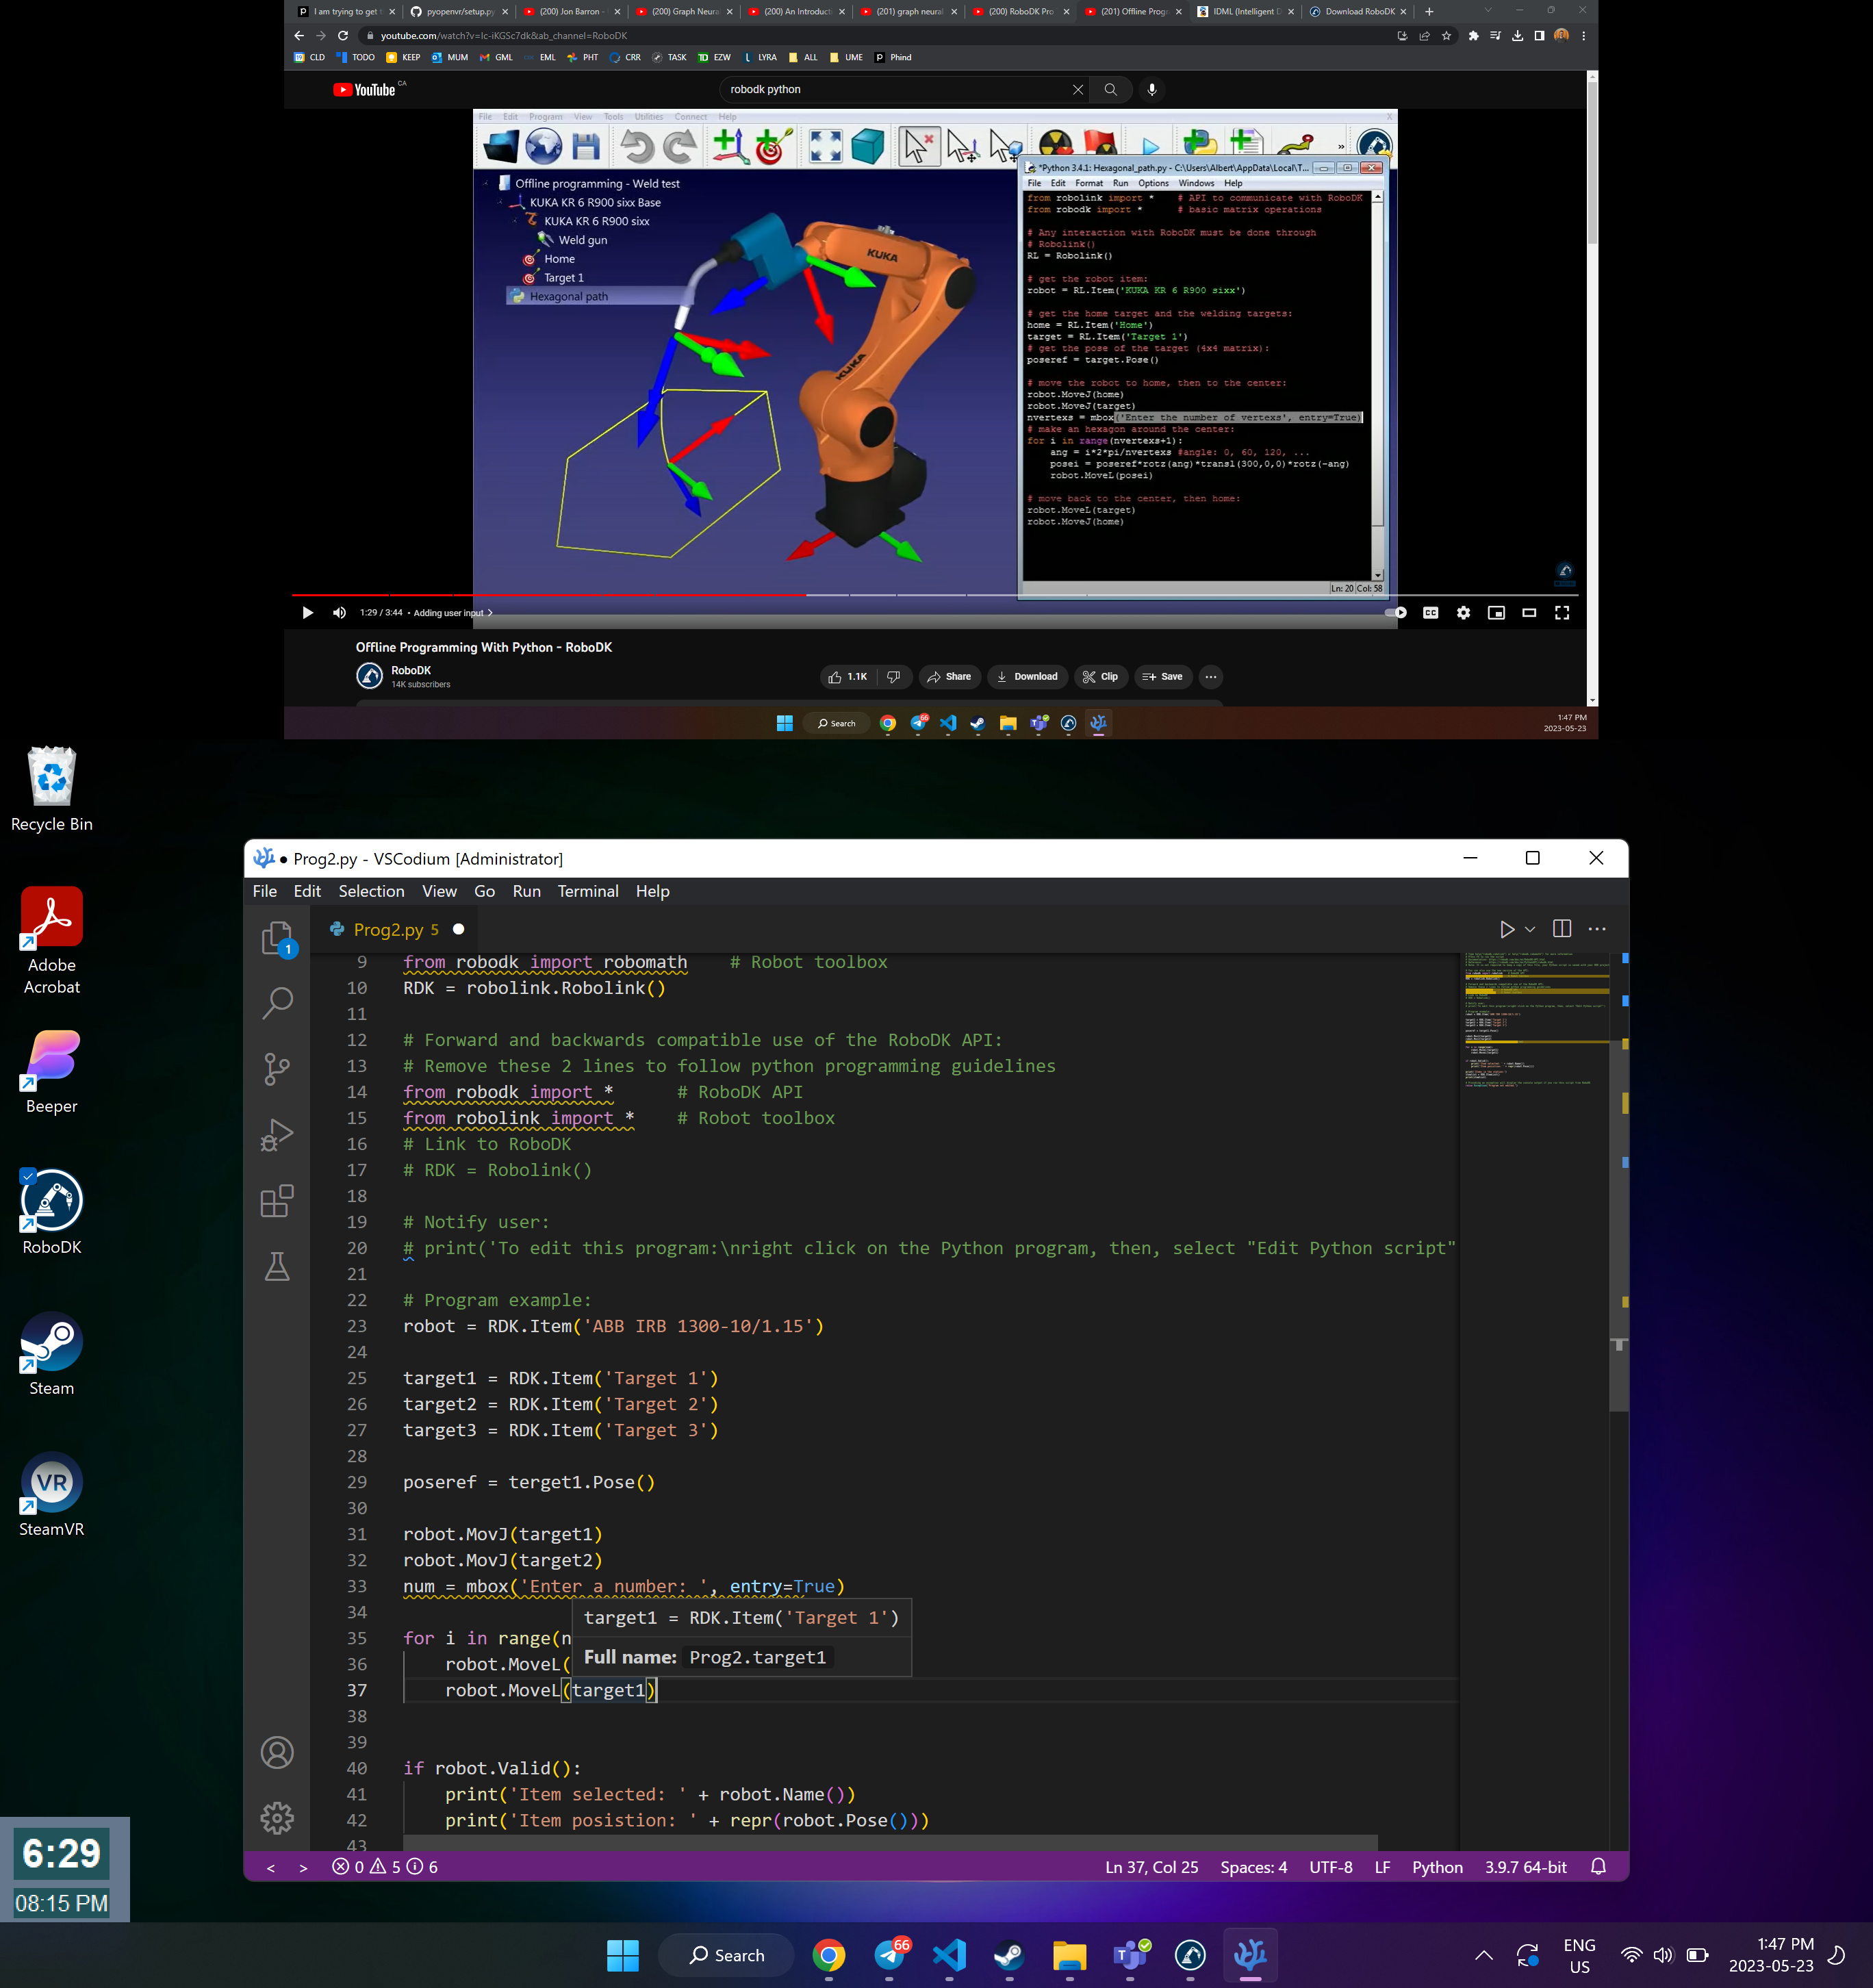 I am trying to get t
pyopenvr/setup.py
(200) Jon Barron -
(200) Graph Neura
(200) An Introduct
(201) graph neural
(200) RoboDK Pro
(201) Offline Prog
IDML (Intelligent D
Download RoboDK
youtube.com/watch?v=lc-iKGSc7dk&ab_channel=RoboDK
CLD TODO KEEP MUM GML EML PHT CRR TASK EZW LYRA ALL UME Phind
YouTube CA
robodk python
File Edit Program View Tools Utilities Connect Help
Offline programming - Weld test
KUKA KR 6 R900 sixx Base
KUKA KR 6 R900 sixx
Weld gun
Home
Target 1
Hexagonal path
KUKA
KUKA
*Python 3.4.1: Hexagonal_path.py - C:\Users\Albert\AppData\Local\T...
File Edit Format Run Options Windows Help
from robolink import * # API to communicate with RoboDK
from robodk import * # basic matrix operations
# Any interaction with RoboDK must be done through
# Robolink()
RL = Robolink()
# get the robot item:
robot = RL.Item('KUKA KR 6 R900 sixx')
# get the home target and the welding targets:
home = RL.Item('Home')
target = RL.Item('Target 1')
# get the pose of the target (4x4 matrix):
poseref = target.Pose()
# move the robot to home, then to the center:
robot.MoveJ(home)
robot.MoveJ(target)
nvertexs = mbox('Enter the number of vertexs', entry=True)
# make an hexagon around the center:
for i in range(nvertexs+1):
ang = i*2*pi/nvertexs #angle: 0, 60, 120, ...
posei = poseref*rotz(ang)*transl(300,0,0)*rotz(-ang)
robot.MoveL(posei)
# move back to the center, then home:
robot.MoveL(target)
robot.MoveJ(home)
Ln: 20 Col: 58
1:29 / 3:44 • Adding user input
Offline Programming With Python - RoboDK
RoboDK
14K subscribers
1.1K
Share
Download
Clip
Save
Search
66
1:47 PM
2023-05-23
Recycle Bin
Adobe
Acrobat
Beeper
RoboDK
Steam
VR
SteamVR
6:29
08:15 PM
● Prog2.py - VSCodium [Administrator]
File Edit Selection View Go Run Terminal Help
1
Prog2.py 5
9 from robodk import robomath # Robot toolbox
10 RDK = robolink.Robolink()
11
12 # Forward and backwards compatible use of the RoboDK API:
13 # Remove these 2 lines to follow python programming guidelines
14 from robodk import * # RoboDK API
15 from robolink import * # Robot toolbox
16 # Link to RoboDK
17 # RDK = Robolink()
18
19 # Notify user:
20 # print('To edit this program:\nright click on the Python program, then, select "Edit Python script"
21
22 # Program example:
23 robot = RDK.Item('ABB IRB 1300-10/1.15')
24
25 target1 = RDK.Item('Target 1')
26 target2 = RDK.Item('Target 2')
27 target3 = RDK.Item('Target 3')
28
29 poseref = terget1.Pose()
30
31 robot.MovJ(target1)
32 robot.MovJ(target2)
33 num = mbox('Enter a number: ', entry=True)
34
target1 = RDK.Item('Target 1')
35 for i in range(n
Full name: Prog2.target1
36 robot.MoveL(
37 robot.MoveL(target1)
38
39
40 if robot.Valid():
41 print('Item selected: ' + robot.Name())
42 print('Item posistion: ' + repr(robot.Pose()))
43
0 5 6
Ln 37, Col 25 Spaces: 4 UTF-8 LF Python 3.9.7 64-bit
Search
66
ENG
US
1:47 PM
2023-05-23